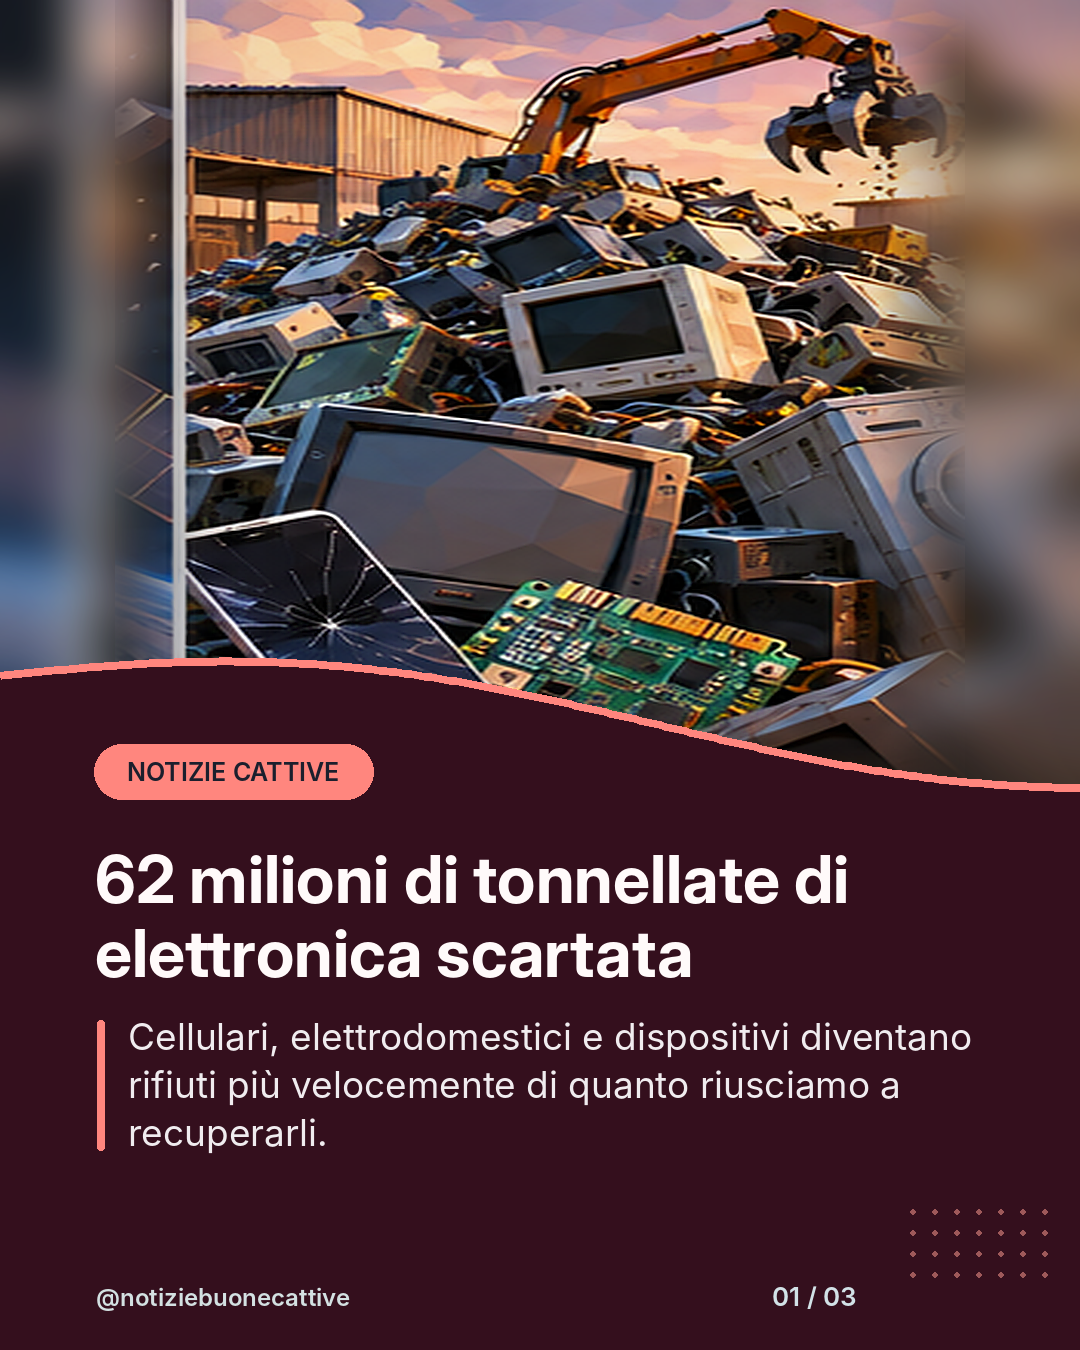 NOTIZIE CATTIVE
62 milioni di tonnellate di
elettronica scartata
Cellulari, elettrodomestici e dispositivi diventano
rifiuti più velocemente di quanto riusciamo a
recuperarli.
@notiziebuonecattive
01 / 03